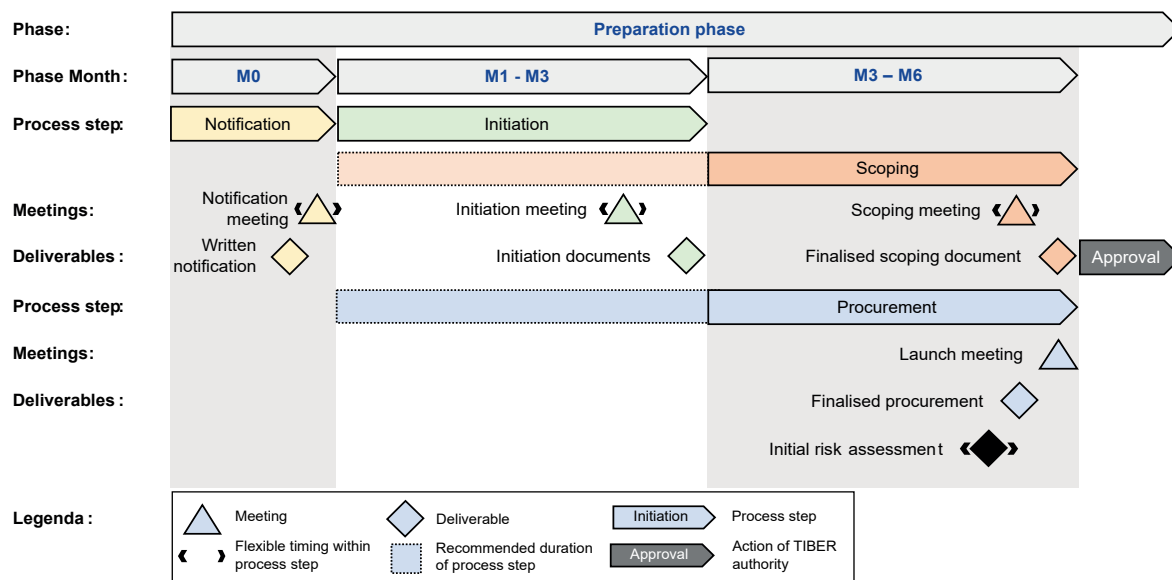 Phase:
Preparation phase
Phase Month:
M0
M1 - M3
M3 – M6
Process step:
Notification
Initiation
Scoping
Meetings:
Notification
meeting
Initiation meeting
Scoping meeting
Deliverables :
Written
notification
Initiation documents
Finalised scoping document
Approval
Process step:
Procurement
Meetings:
Launch meeting
Deliverables :
Finalised procurement
Initial risk assessment
Legenda :
Meeting
Deliverable
Initiation
Process step
Flexible timing within
process step
Recommended duration
of process step
Approval
Action of TIBER
authority